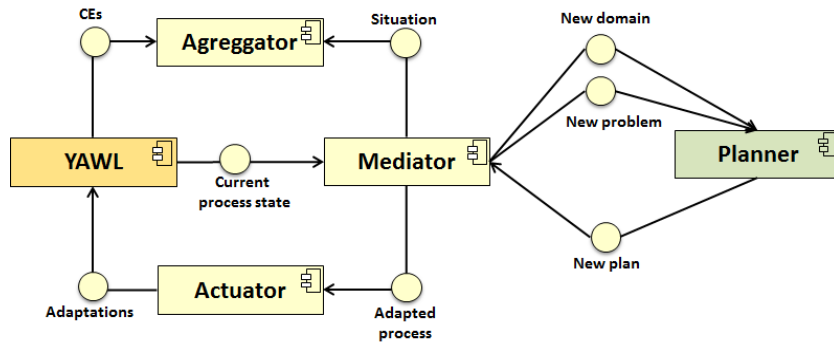 CEs
Agreggator
Situation
New domain
New problem
YAWL
Current
process state
Mediator
Planner
New plan
Adaptations
Actuator
Adapted
process